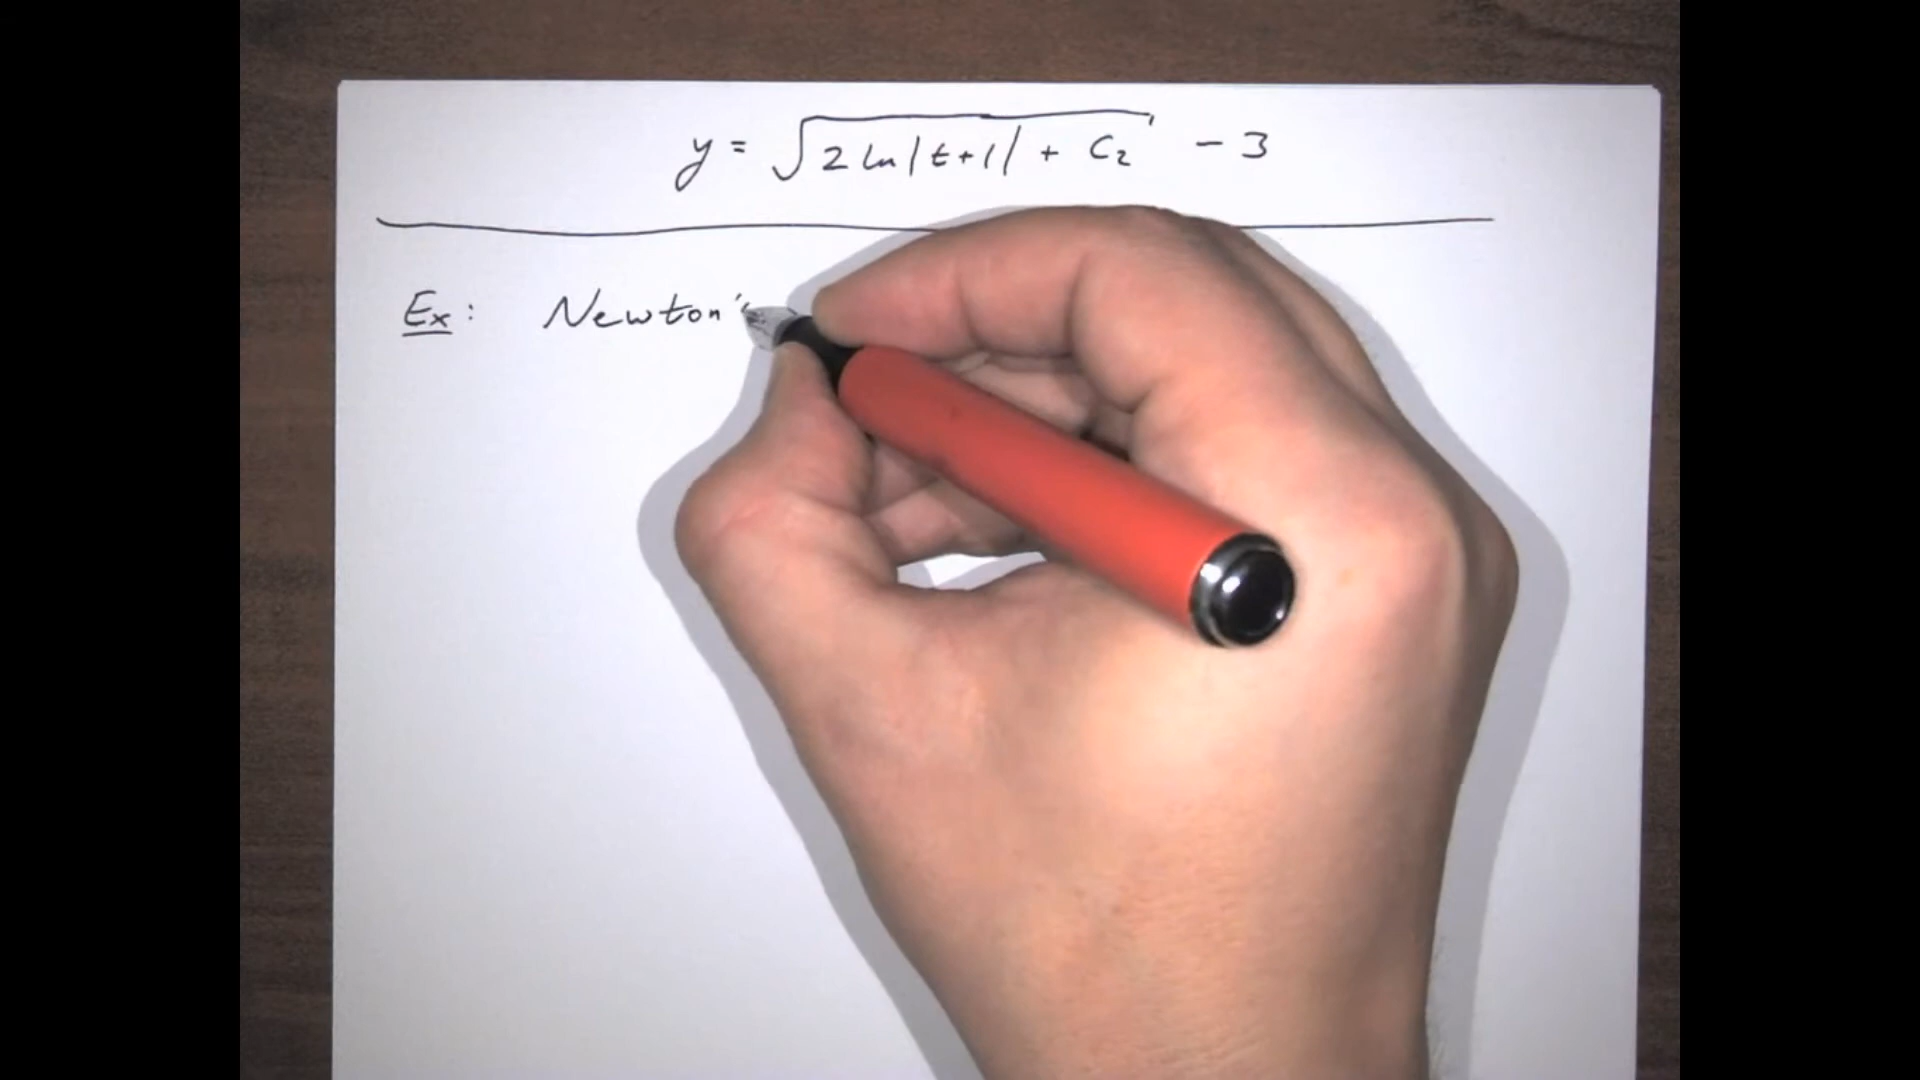 y = √(2 ln|t+1| + C₂) - 3
Ex: Newton'